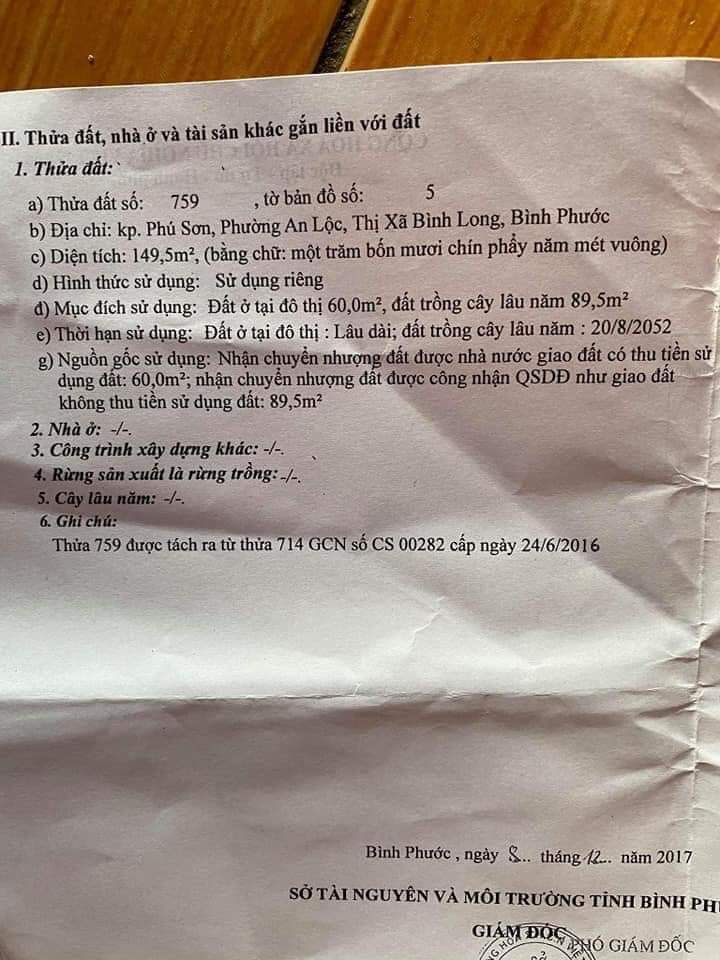 II. Thửa đất, nhà ở và tài sản khác gắn liền với đất
1. Thửa đất:
a) Thửa đất số: 759 , tờ bản đồ số: 5
b) Địa chỉ: kp. Phú Sơn, Phường An Lộc, Thị Xã Bình Long, Bình Phước
c) Diện tích: 149,5m², (bằng chữ: một trăm bốn mươi chín phẩy năm mét vuông)
d) Hình thức sử dụng: Sử dụng riêng
đ) Mục đích sử dụng: Đất ở tại đô thị 60,0m², đất trồng cây lâu năm 89,5m²
e) Thời hạn sử dụng: Đất ở tại đô thị : Lâu dài; đất trồng cây lâu năm : 20/8/2052
g) Nguồn gốc sử dụng: Nhận chuyển nhượng đất được nhà nước giao đất có thu tiền sử
dụng đất: 60,0m²; nhận chuyển nhượng đất được công nhận QSDĐ như giao đất
không thu tiền sử dụng đất: 89,5m²
2. Nhà ở: -/-.
3. Công trình xây dựng khác: -/-.
4. Rừng sản xuất là rừng trồng: -/-.
5. Cây lâu năm: -/-.
6. Ghi chú:
Thửa 759 được tách ra từ thửa 714 GCN số CS 00282 cấp ngày 24/6/2016
Bình Phước , ngày 8... tháng 12... năm 2017
SỞ TÀI NGUYÊN VÀ MÔI TRƯỜNG TỈNH BÌNH PH
GIÁM ĐỐC
PHÓ GIÁM ĐỐC